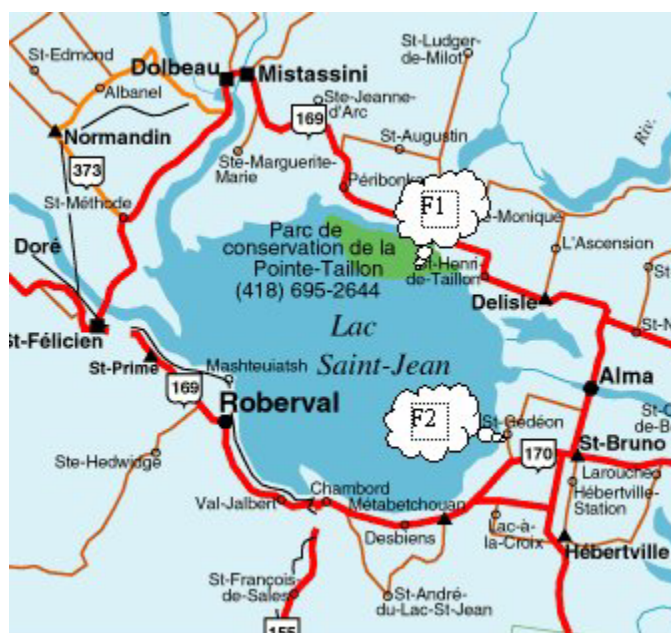 St-Edmond
St-Ludger-
de-Milot
Dolbeau
Mistassini
Albanel
Ste-Jeanne-
d'Arc
169
Riv.
Normandin
St-Augustin
373
Ste-Marguerite-
Marie
Péribonka
St-Méthode
F1
e-Monique
Parc de
conservation de la
Pointe-Taillon
(418) 695-2644
L'Ascension
Doré
St-Henri-
de-Taillon
Delisle
St-Félicien
Lac
Saint-Jean
St-N
St-Prime
Mashteuiatsh
169
Alma
Roberval
F2
St-Gédéon
170
St-Bruno
de-B
Ste-Hedwidge
Larouche
Hébertville-
Station
Val-Jalbert
Chambord
Métabetchouan
Desbiens
Lac-à-
la-Croix
Hébertville
St-François-
de-Sales
St-André-
du-Lac-St-Jean
155